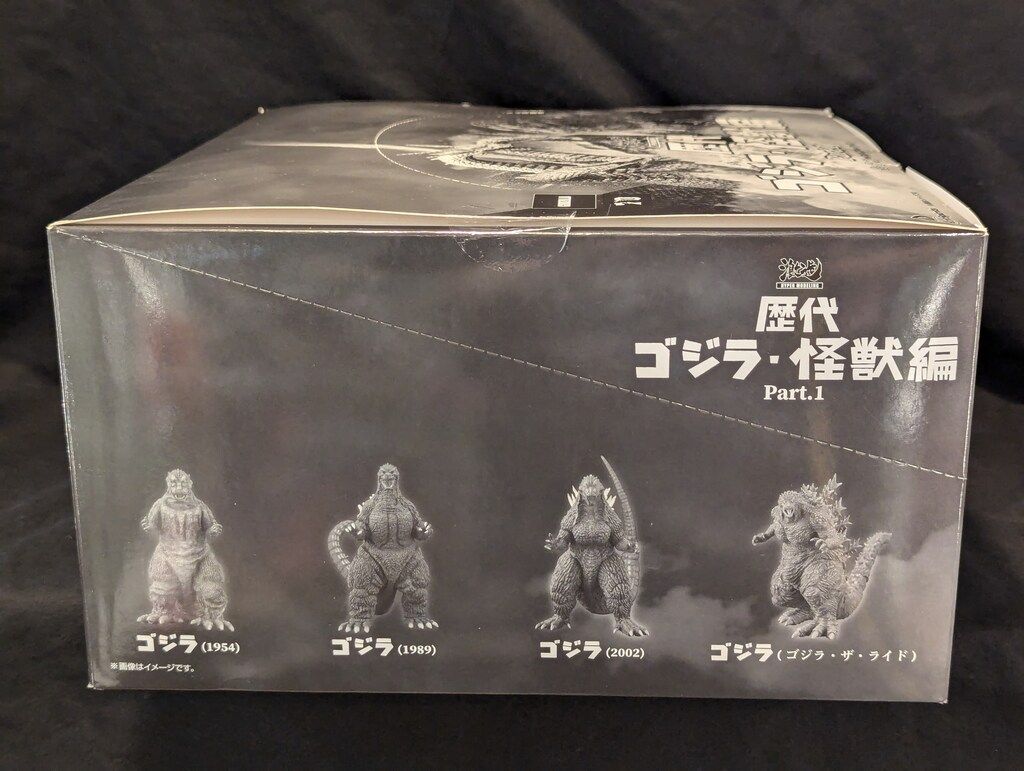 HYPER MODELING
歴代
ゴジラ・怪獣編
Part.1
ゴジラ(1954)
ゴジラ(1989)
ゴジラ(2002)
ゴジラ(ゴジラ・ザ・ライド)
※画像はイメージです。